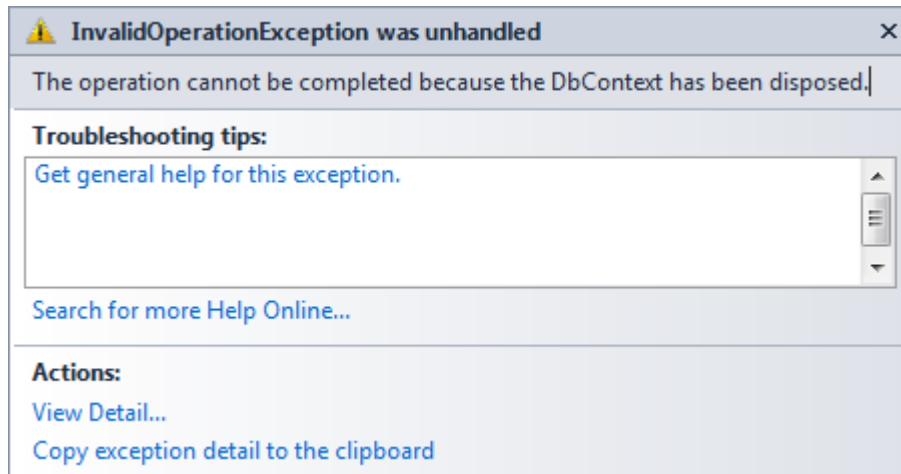 InvalidOperationException was unhandled
The operation cannot be completed because the DbContext has been disposed.
Troubleshooting tips:
Get general help for this exception.
Search for more Help Online...
Actions:
View Detail...
Copy exception detail to the clipboard